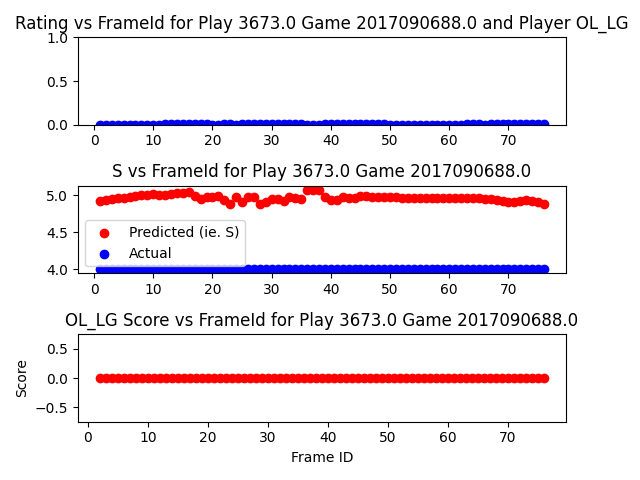 Rating vs FrameId for Play 3673.0 Game 2017090688.0 and Player OL_LG
1.0
0.5
0.0
0 10 20 30 40 50 60 70
S vs FrameId for Play 3673.0 Game 2017090688.0
5.0
4.5
4.0
Predicted (ie. S)
Actual
0 10 20 30 40 50 60 70
OL_LG Score vs FrameId for Play 3673.0 Game 2017090688.0
Score
0.5
0.0
−0.5
0 10 20 30 40 50 60 70
Frame ID